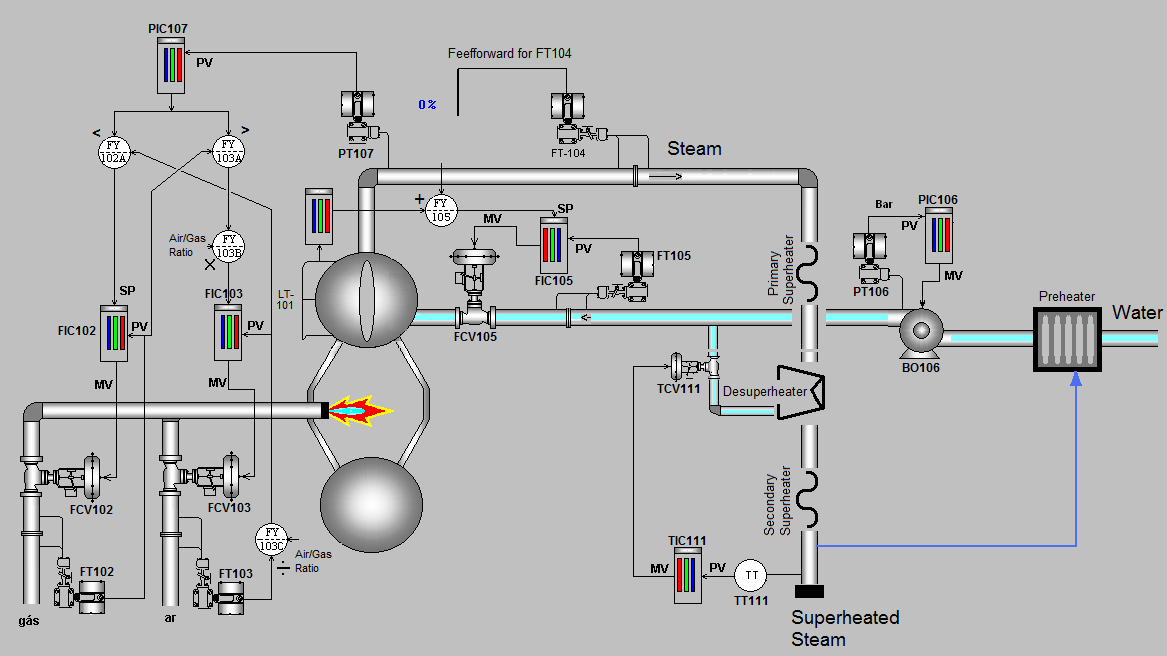 PIC107
PV
Feefforward for FT104
0%
<
>
FY
102A
FY
103A
PT107
FT-104
Steam
+
FY
105
MV
SP
PV
FT105
FIC105
Bar
PIC106
PV
PT106
MV
Air/Gas
Ratio
FY
103B
X
Primary
Superheater
SP
FIC103
LT-
101
FIC102
PV
PV
FCV105
Preheater
Water
BO106
MV
MV
TCV111
Desuperheater
FCV102
FCV103
Secodary
Superheater
FY
103C
Air/Gas
Ratio
÷
TIC111
MV
PV
TT
TT111
FT102
FT103
gás
ar
Superheated
Steam